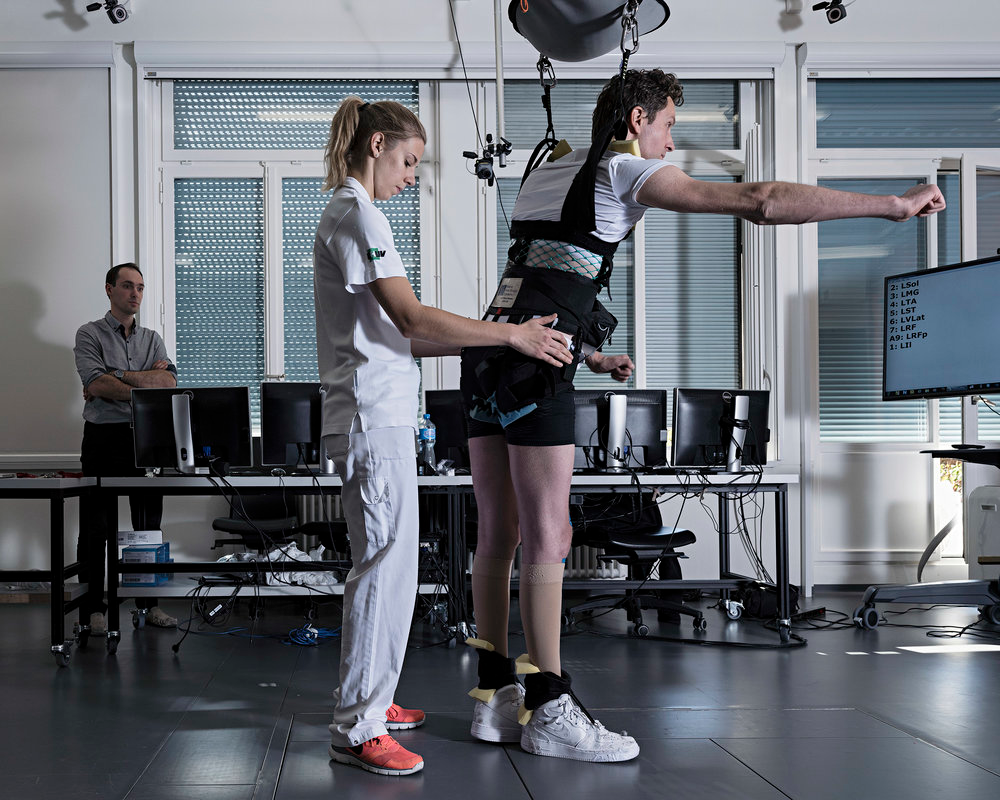 2: LSol
3: LMG
4: LTA
5: LST
6: LVLat
7: LRF
A9: LRFp
1: LIl